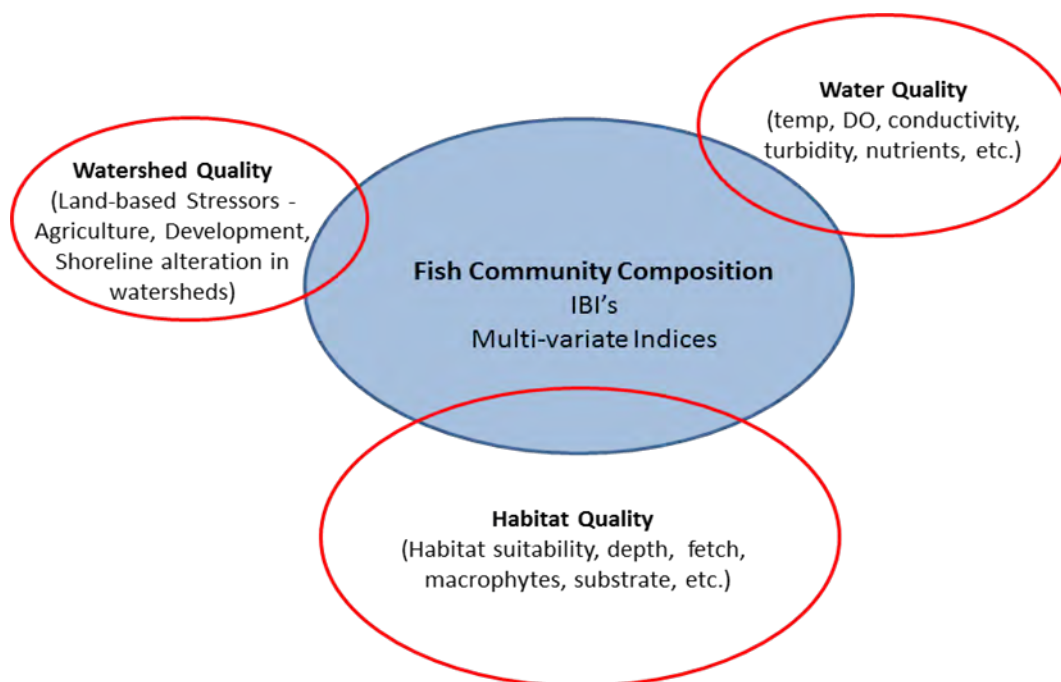 Water Quality
(temp, DO, conductivity,
turbidity, nutrients, etc.)
Watershed Quality
(Land-based Stressors -
Agriculture, Development,
Shoreline alteration in
watersheds)
Fish Community Composition
IBI's
Multi-variate Indices
Habitat Quality
(Habitat suitability, depth, fetch,
macrophytes, substrate, etc.)